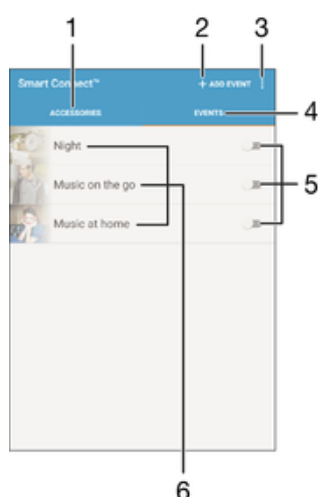 1 2 3
Smart Connect™ + ADD EVENT
ACCESSORIES EVENTS 4
Night
Music on the go 5
Music at home
6